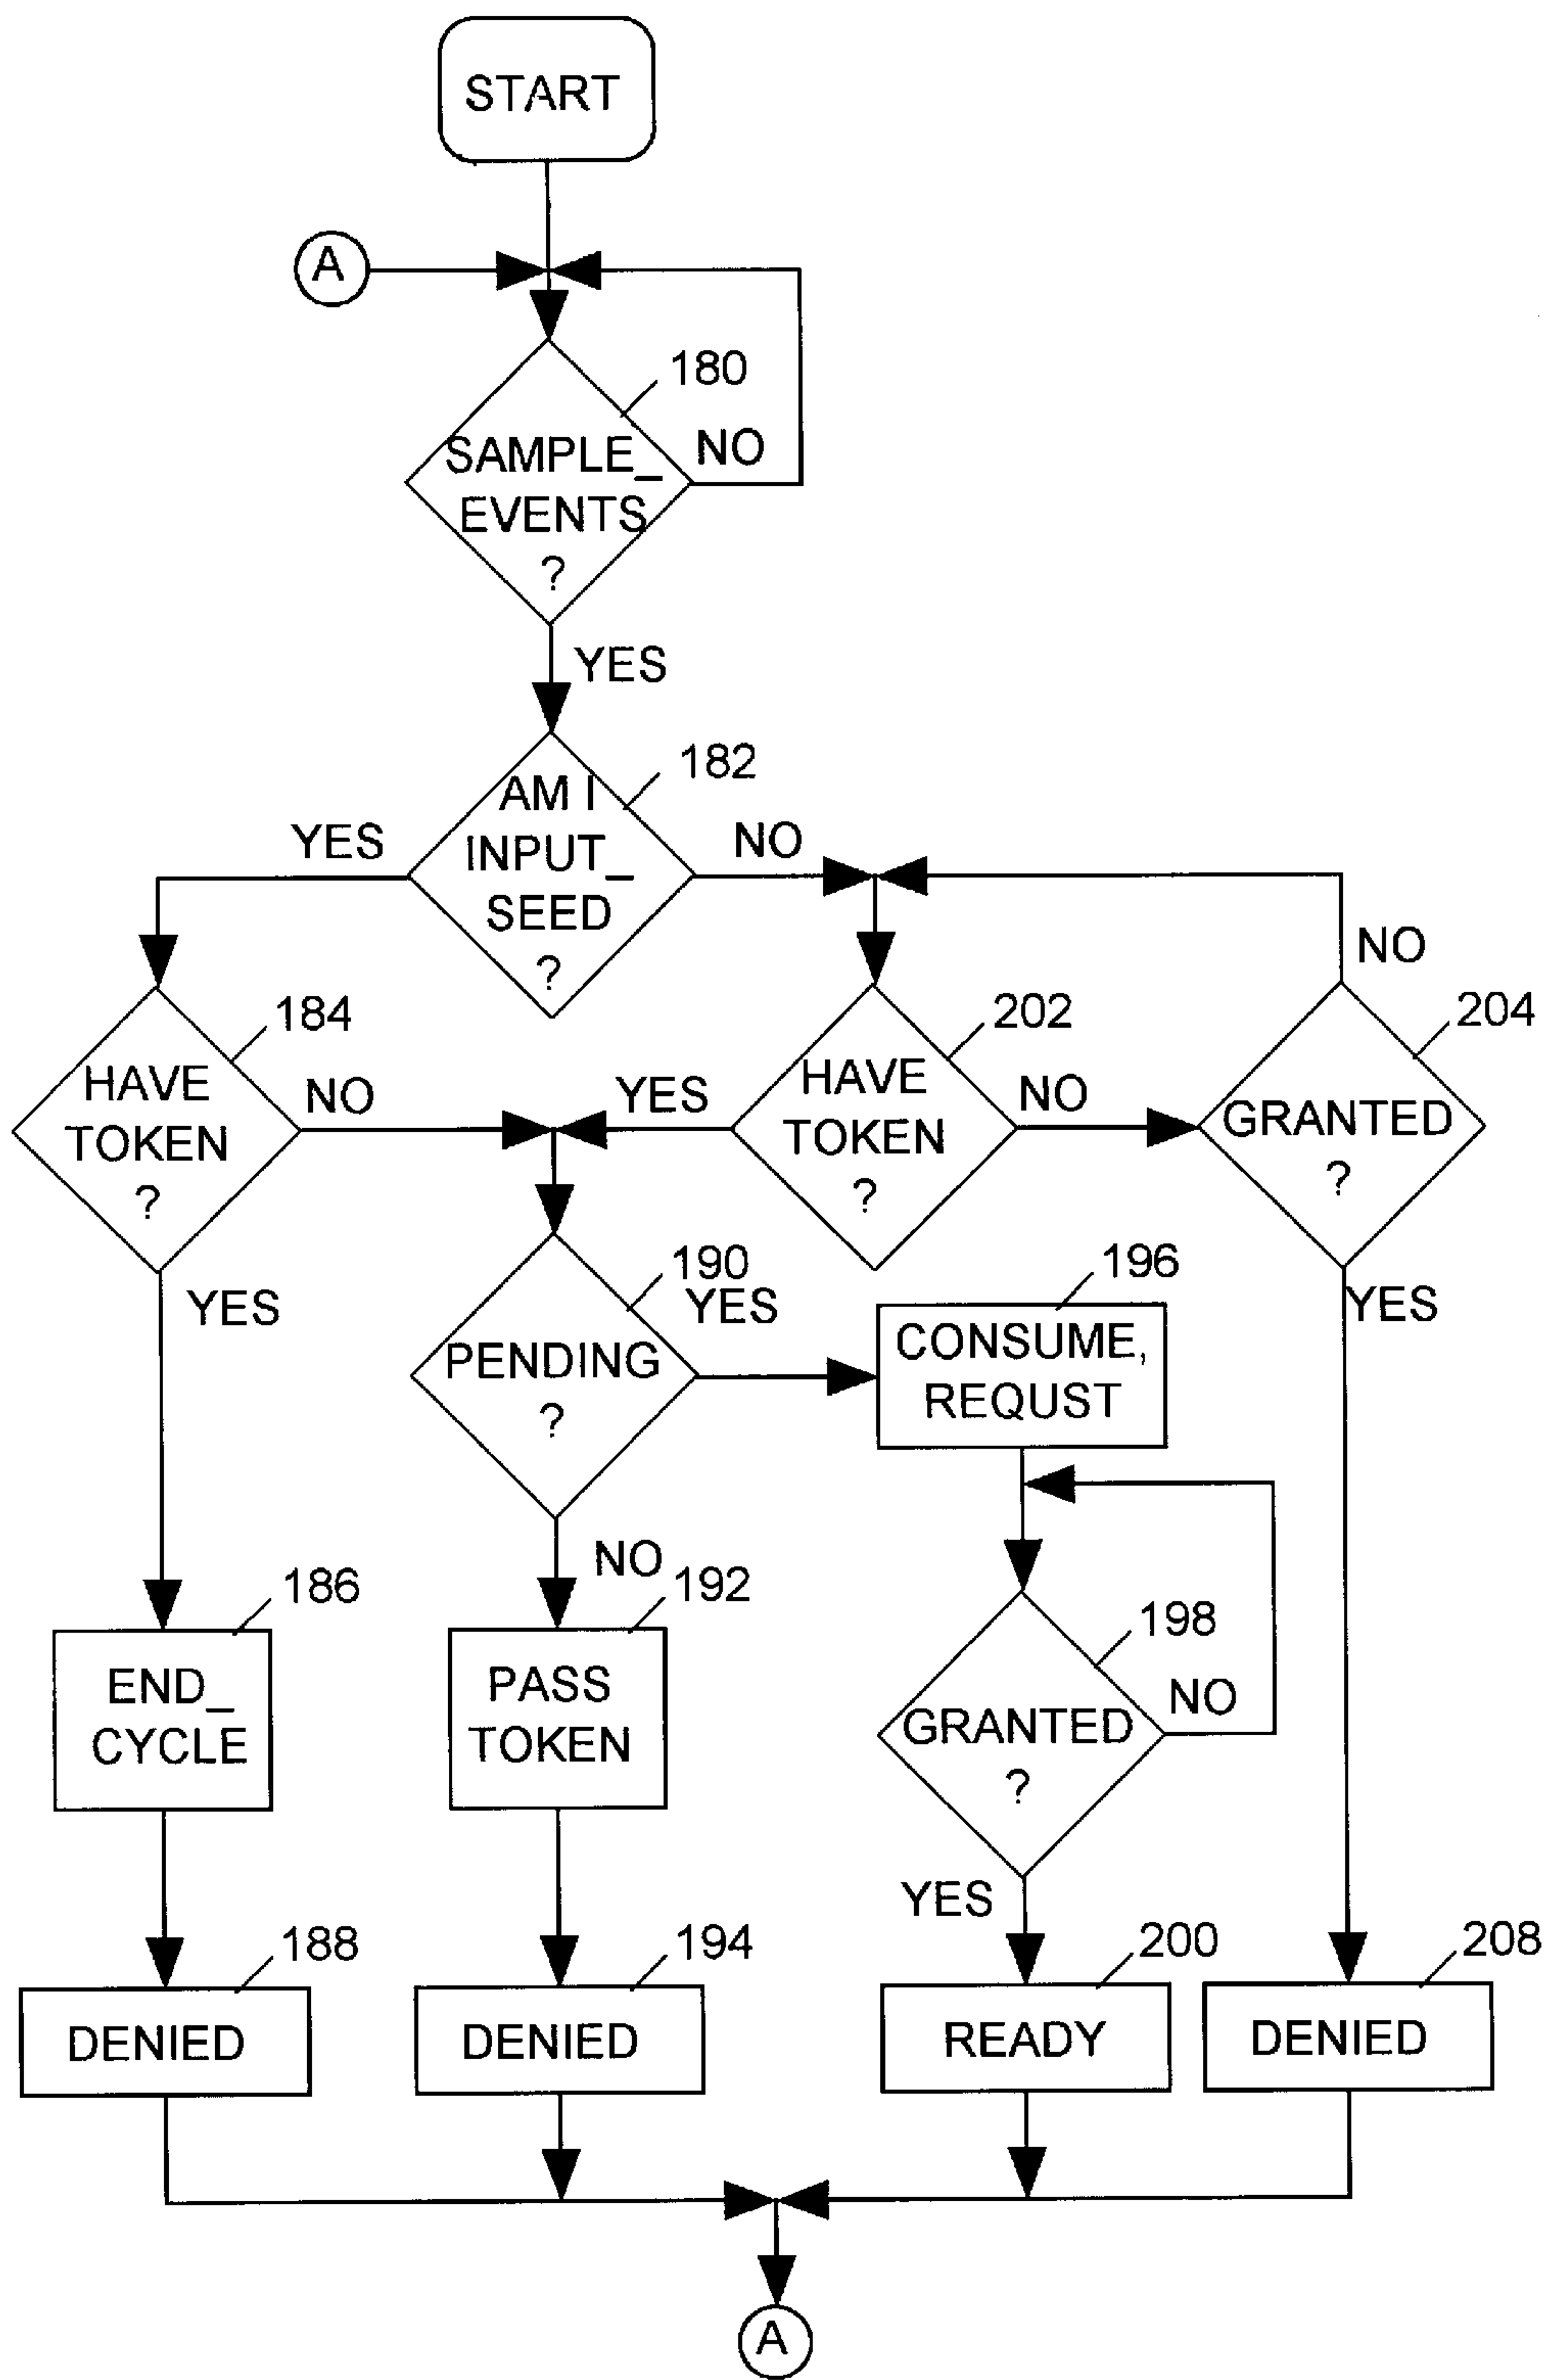 START
A
180
SAMPLE_
EVENTS
?
NO
YES
182
AM I
INPUT_
SEED
?
YES
NO
NO
184
HAVE
TOKEN
?
NO
YES
202
HAVE
TOKEN
?
YES
NO
204
GRANTED
?
YES
190
PENDING
?
YES
NO
196
CONSUME,
REQUST
186
END_
CYCLE
192
PASS
TOKEN
198
GRANTED
?
NO
YES
188
DENIED
194
DENIED
200
READY
208
DENIED
A